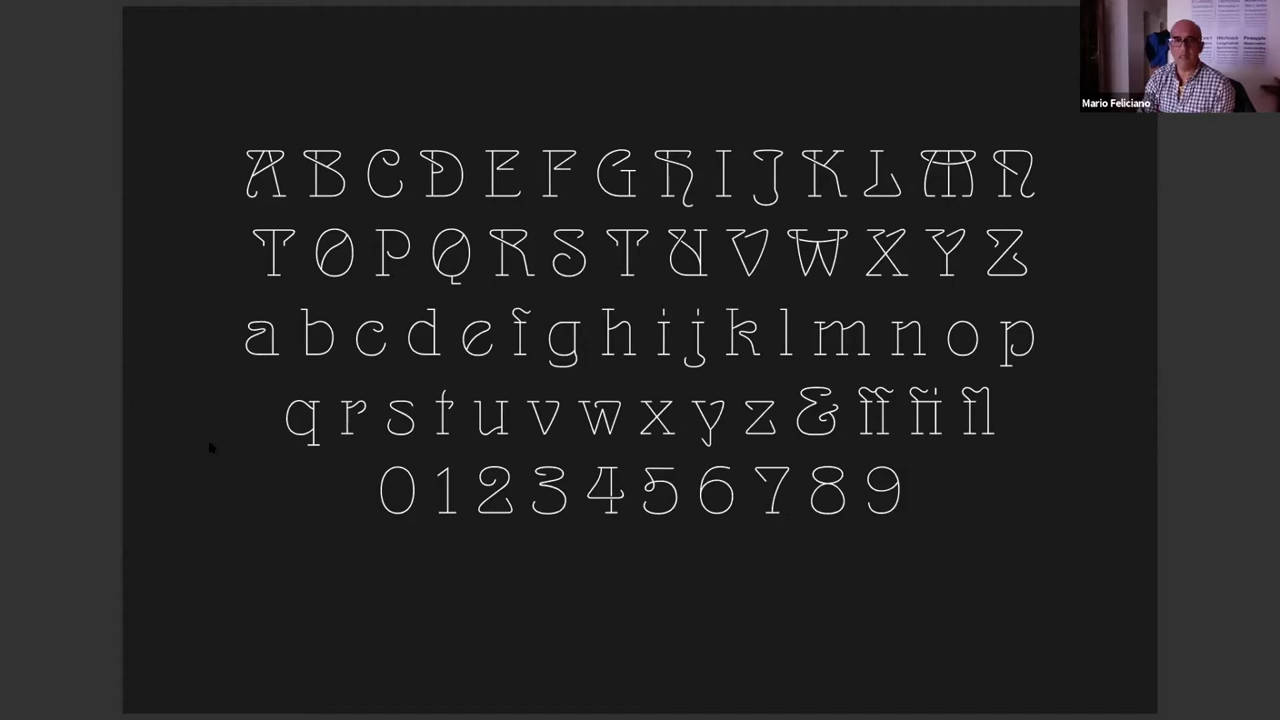 Mario Feliciano
A B C D E F G H I J K L M N
T O P Q R S T U V W X Y Z
a b c d e f g h i j k l m n o p
q r s t u v w x y z & ff fi fl
0 1 2 3 4 5 6 7 8 9